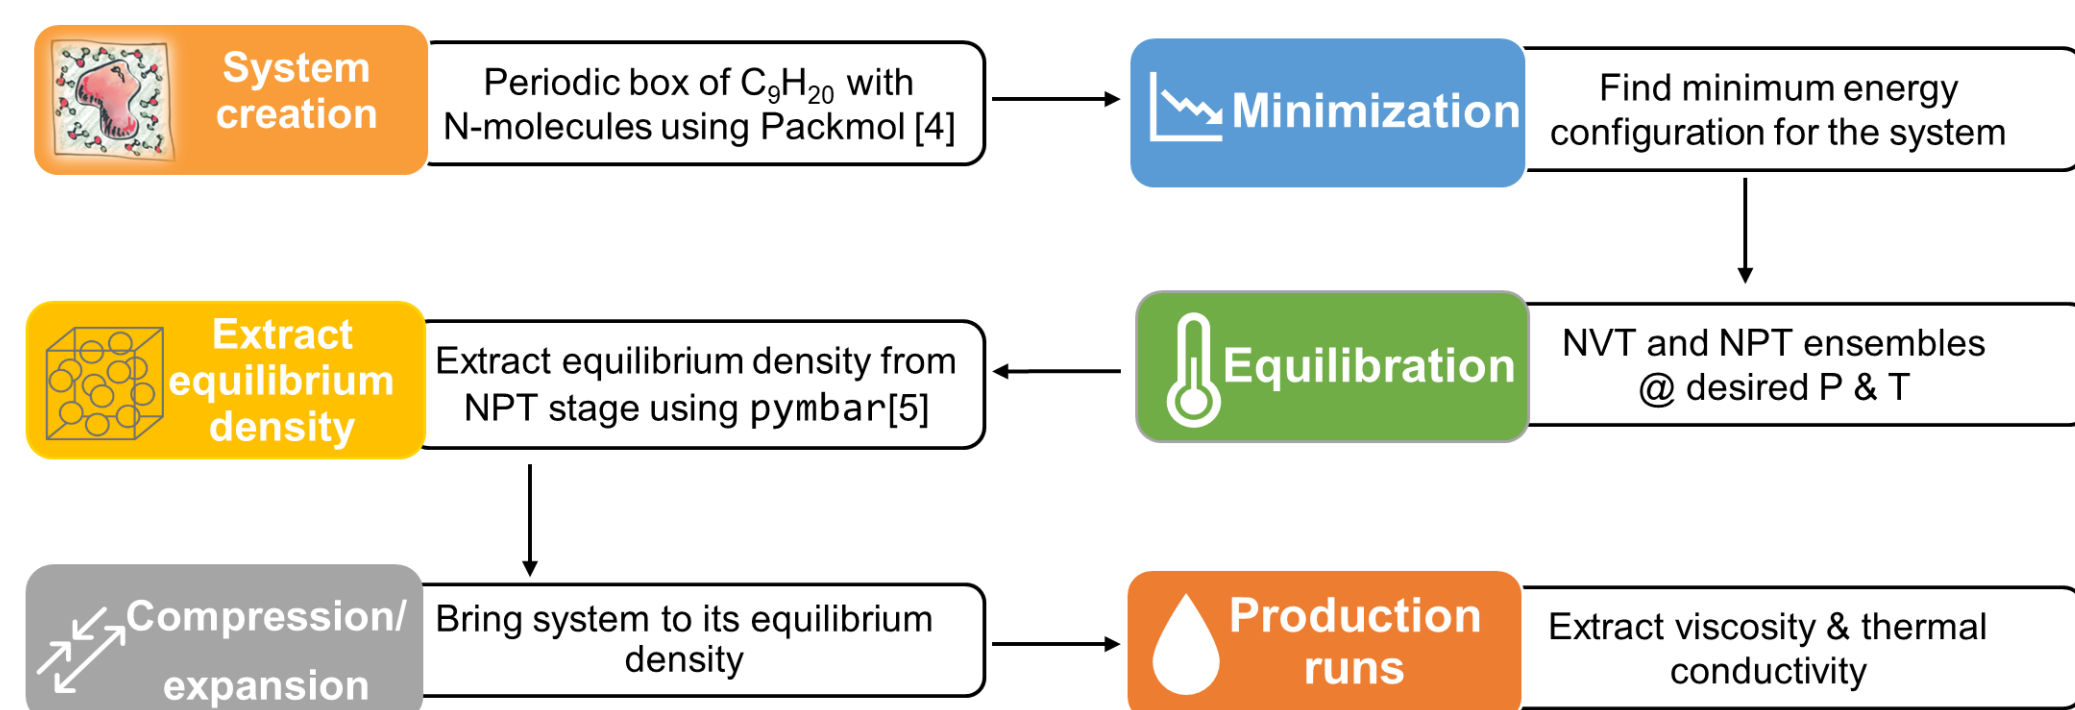 System
creation
Periodic box of C₉H₂₀ with
N-molecules using Packmol [4]
Minimization
Find minimum energy
configuration for the system
Equilibration
NVT and NPT ensembles
@ desired P & T
Extract
equilibrium
density
Extract equilibrium density from
NPT stage using pymbar[5]
Compression/
expansion
Bring system to its equilibrium
density
Production
runs
Extract viscosity & thermal
conductivity